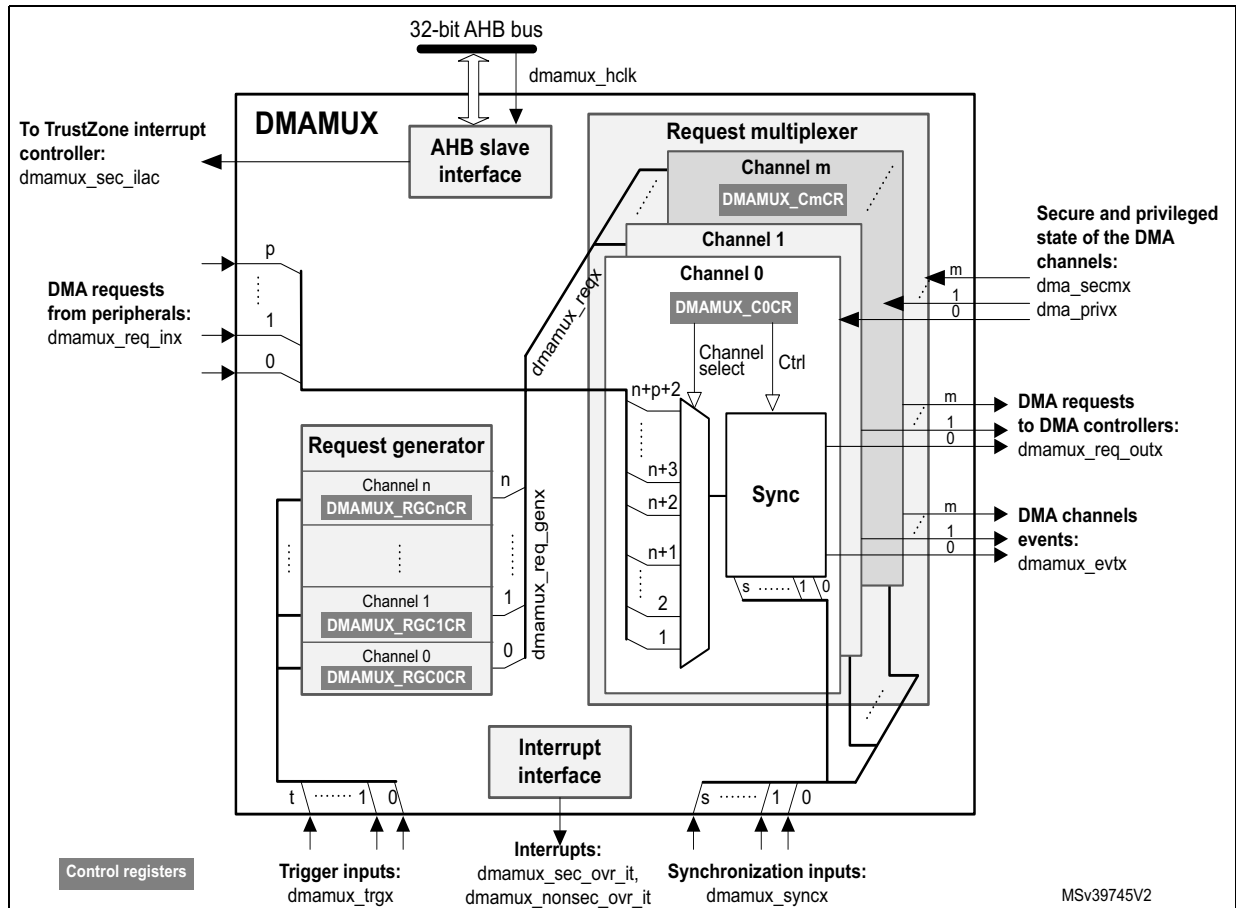 32-bit AHB bus
dmamux_hclk
DMAMUX
To TrustZone interrupt
controller:
dmamux_sec_ilac
AHB slave
interface
Request multiplexer
Channel m
DMAMUX_CmCR
Channel 1
Channel 0
DMAMUX_C0CR
Channel
select
Ctrl
Secure and privileged
state of the DMA
channels:
dma_secmx
dma_privx
m
1
0
p
1
0
DMA requests
from peripherals:
dmamux_req_inx
dmamux_reqx
n+p+2
n+3
n+2
n+1
2
1
Sync
s ······· 1 0
m
1
0
DMA requests
to DMA controllers:
dmamux_req_outx
m
1
0
DMA channels
events:
dmamux_evtx
Request generator
Channel n
DMAMUX_RGCnCR
Channel 1
DMAMUX_RGC1CR
Channel 0
DMAMUX_RGC0CR
n
1
0
dmamux_req_genx
Interrupt
interface
t ······· 1 0
s ······· 1 0
Control registers
Trigger inputs:
dmamux_trgx
Interrupts:
dmamux_sec_ovr_it,
dmamux_nonsec_ovr_it
Synchronization inputs:
dmamux_syncx
MSv39745V2